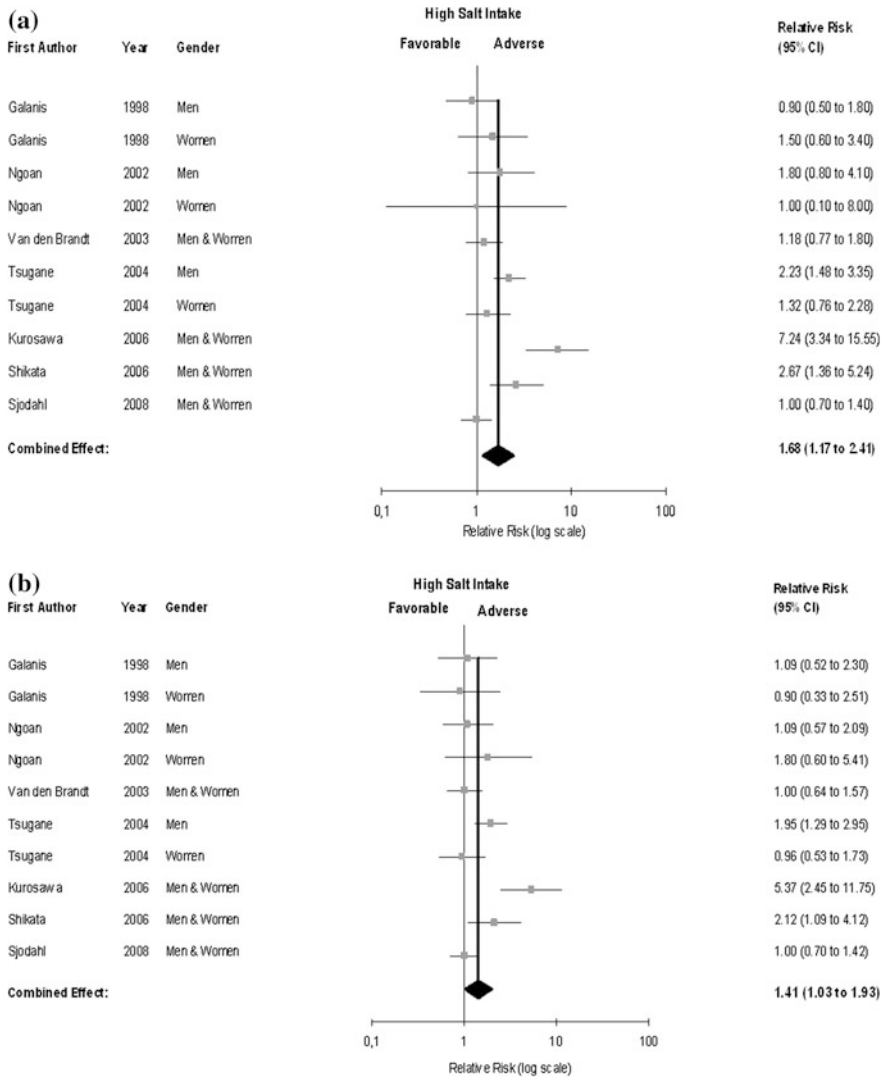 (a)
High Salt Intake
Relative Risk
(95% CI)
First Author Year Gender Favorable Adverse
Galanis 1998 Men 0.90 (0.50 to 1.80)
Galanis 1998 Women 1.50 (0.60 to 3.40)
Ngoan 2002 Men 1.80 (0.80 to 4.10)
Ngoan 2002 Women 1.00 (0.10 to 8.00)
Van den Brandt 2003 Men & Women 1.18 (0.77 to 1.80)
Tsugane 2004 Men 2.23 (1.48 to 3.35)
Tsugane 2004 Women 1.32 (0.76 to 2.28)
Kurosawa 2006 Men & Women 7.24 (3.34 to 15.55)
Shikata 2006 Men & Women 2.67 (1.36 to 5.24)
Sjodahl 2008 Men & Women 1.00 (0.70 to 1.40)
Combined Effect: 1.68 (1.17 to 2.41)
0,1 1 10 100
Relative Risk (log scale)
(b)
High Salt Intake
Relative Risk
(95% CI)
First Author Year Gender Favorable Adverse
Galanis 1998 Men 1.09 (0.52 to 2.30)
Galanis 1998 Women 0.90 (0.33 to 2.51)
Ngoan 2002 Men 1.09 (0.57 to 2.09)
Ngoan 2002 Women 1.80 (0.60 to 5.41)
Van den Brandt 2003 Men & Women 1.00 (0.64 to 1.57)
Tsugane 2004 Men 1.95 (1.29 to 2.95)
Tsugane 2004 Women 0.96 (0.53 to 1.73)
Kurosawa 2006 Men & Women 5.37 (2.45 to 11.75)
Shikata 2006 Men & Women 2.12 (1.09 to 4.12)
Sjodahl 2008 Men & Women 1.00 (0.70 to 1.42)
Combined Effect: 1.41 (1.03 to 1.93)
0,1 1 10 100
Relative Risk (log scale)